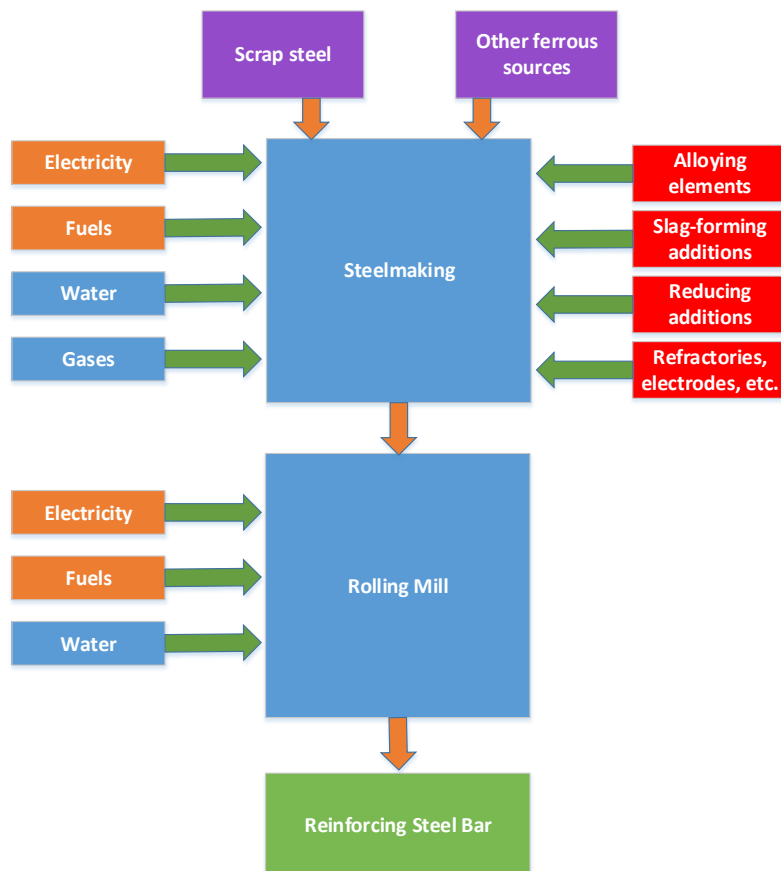 Scrap steel
Other ferrous
sources
Electricity
Fuels
Water
Gases
Steelmaking
Alloying
elements
Slag-forming
additions
Reducing
additions
Refractories,
electrodes, etc.
Electricity
Fuels
Water
Rolling Mill
Reinforcing Steel Bar